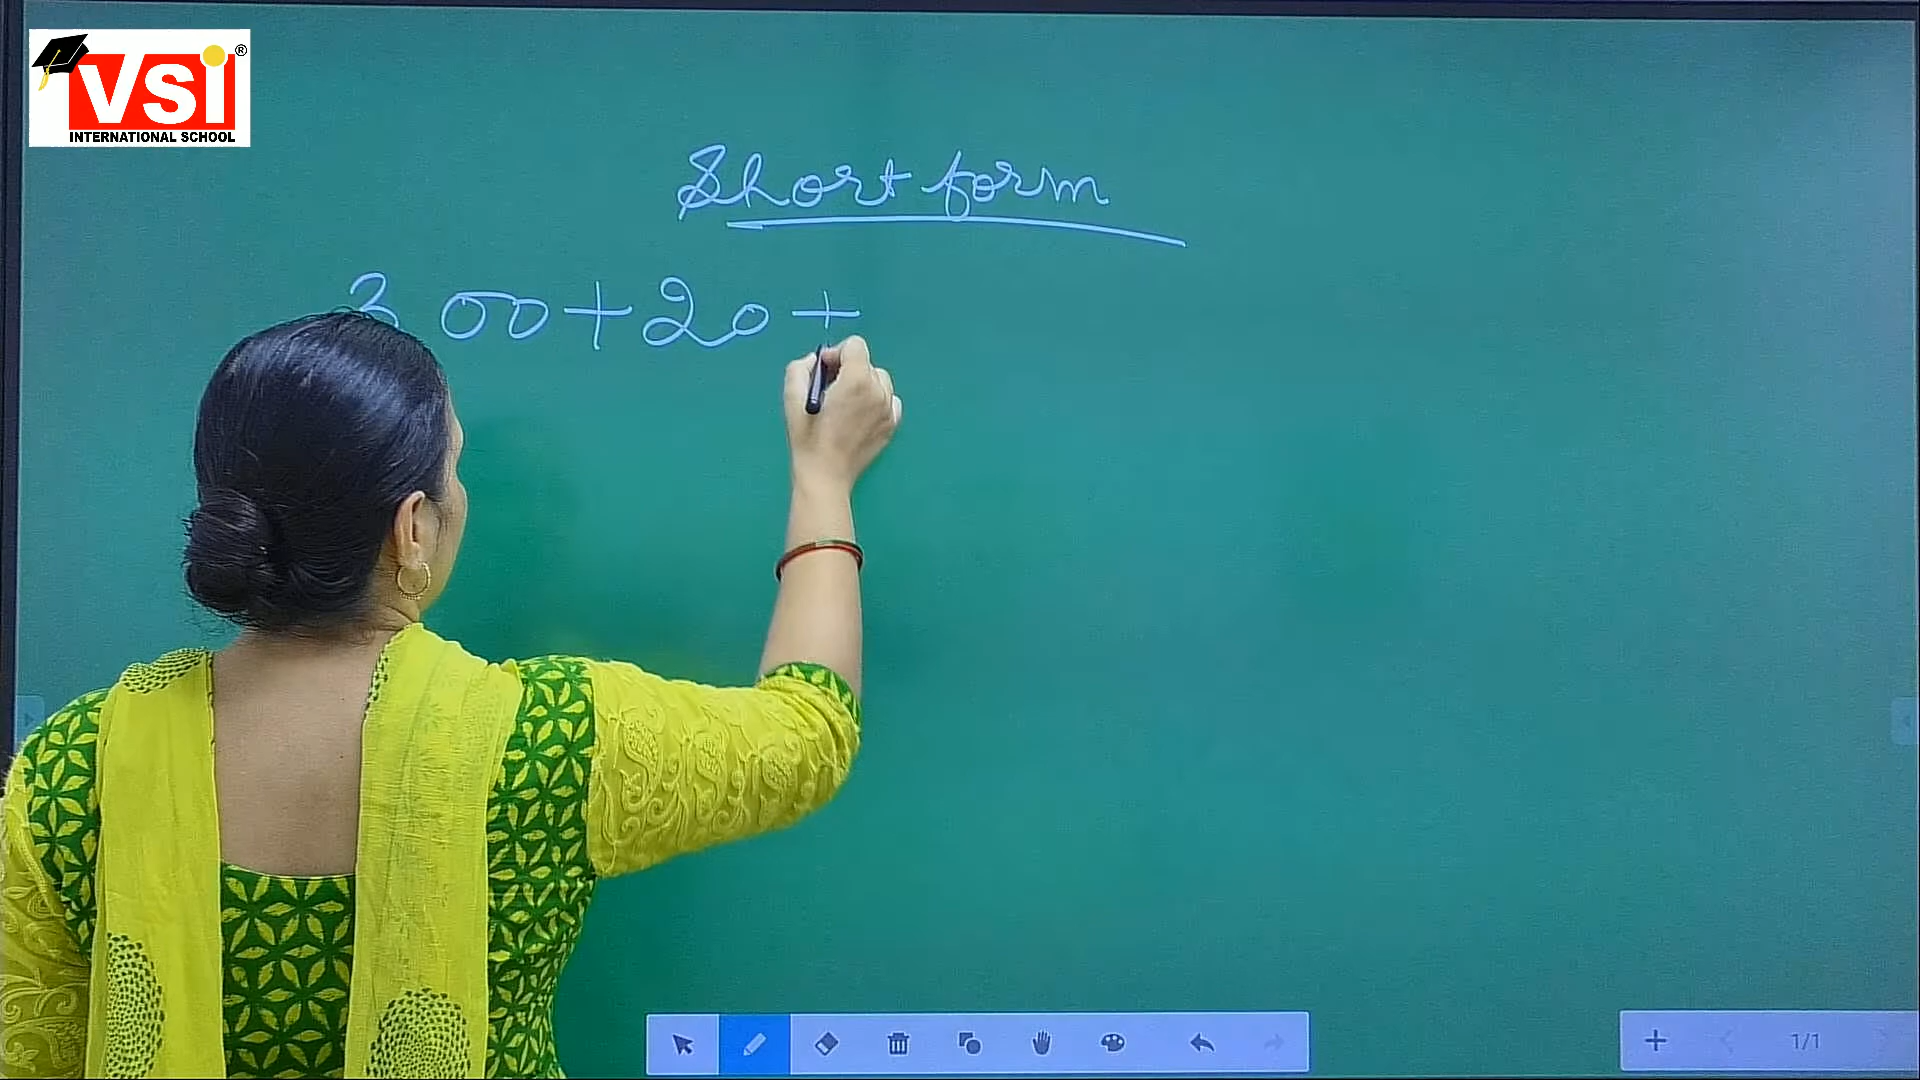 VSI®
INTERNATIONAL SCHOOL
Short form
300+20+
1/1